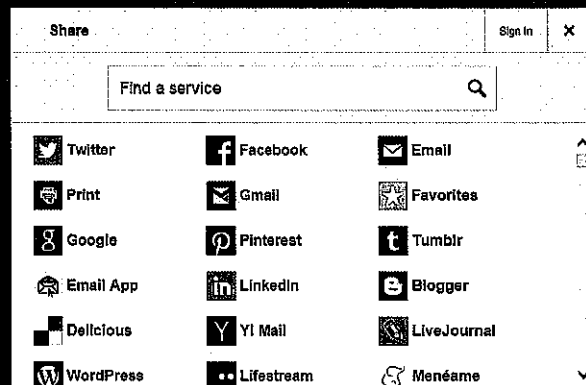 Share Sign In ×
Find a service
Twitter Facebook Email
Print Gmail Favorites
Google Pinterest Tumblr
Email App LinkedIn Blogger
Delicious Y! Mail LiveJournal
WordPress Lifestream Menéame